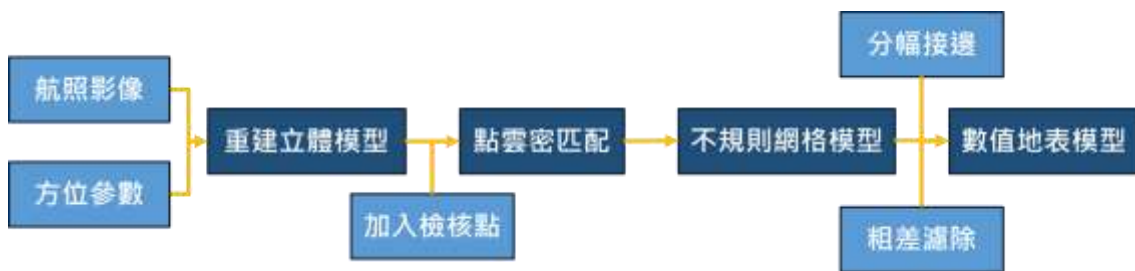 航照影像
方位參數
重建立體模型
加入檢核點
點雲密匹配
不規則網格模型
分幅接邊
粗差濾除
數值地表模型